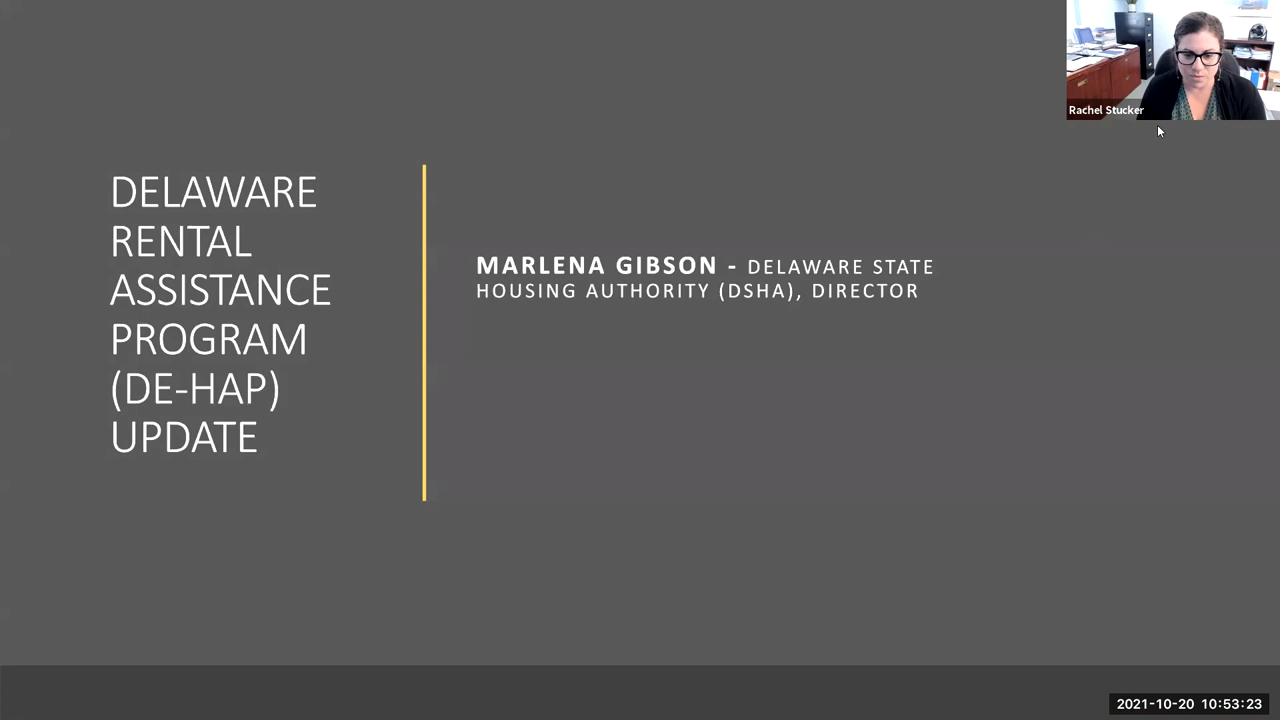 Rachel Stucker
DELAWARE
RENTAL
ASSISTANCE
PROGRAM
(DE-HAP)
UPDATE
MARLENA GIBSON - DELAWARE STATE
HOUSING AUTHORITY (DSHA), DIRECTOR
2021-10-20 10:53:23